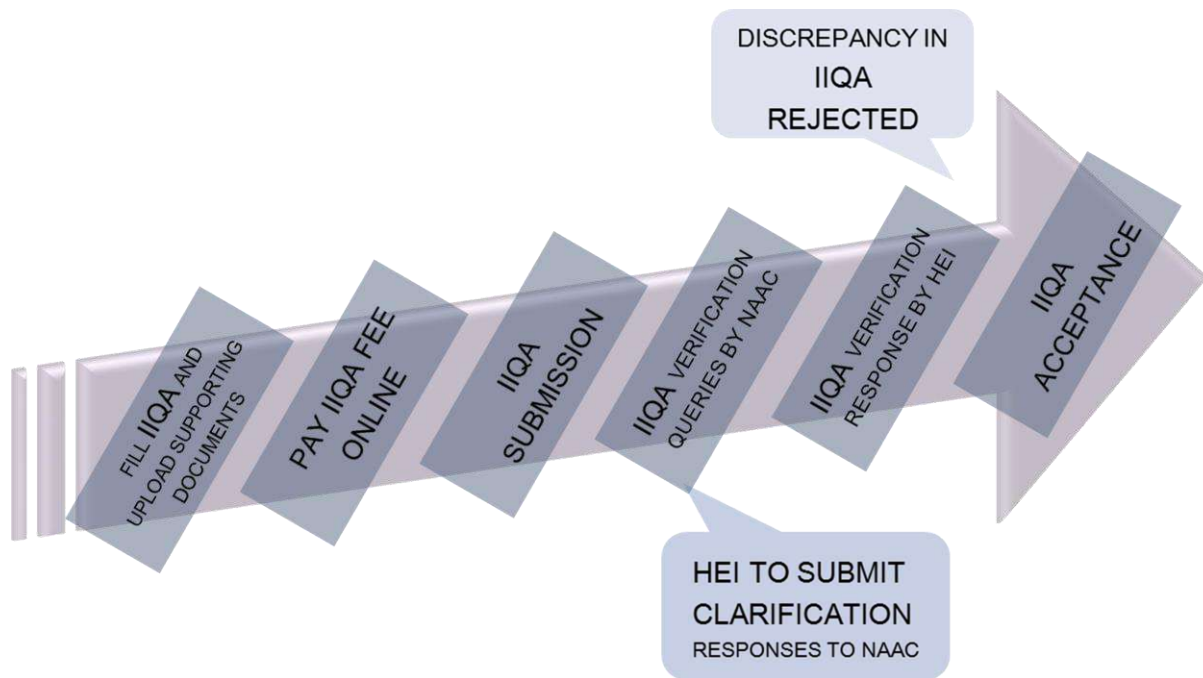 DISCREPANCY IN
IIQA
REJECTED
FILL IIQA AND
UPLOAD SUPPORTING
DOCUMENTS
PAY IIQA FEE
ONLINE
IIQA
SUBMISSION
IIQA VERIFICATION
QUERIES BY NAAC
IIQA VERIFICATION
RESPONSE BY HEI
IIQA
ACCEPTANCE
HEI TO SUBMIT
CLARIFICATION
RESPONSES TO NAAC